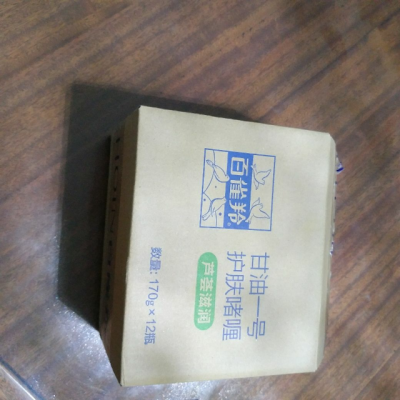 百雀羚
甘油一号
护肤啫喱
芦荟滋润
数量: 170g×12瓶